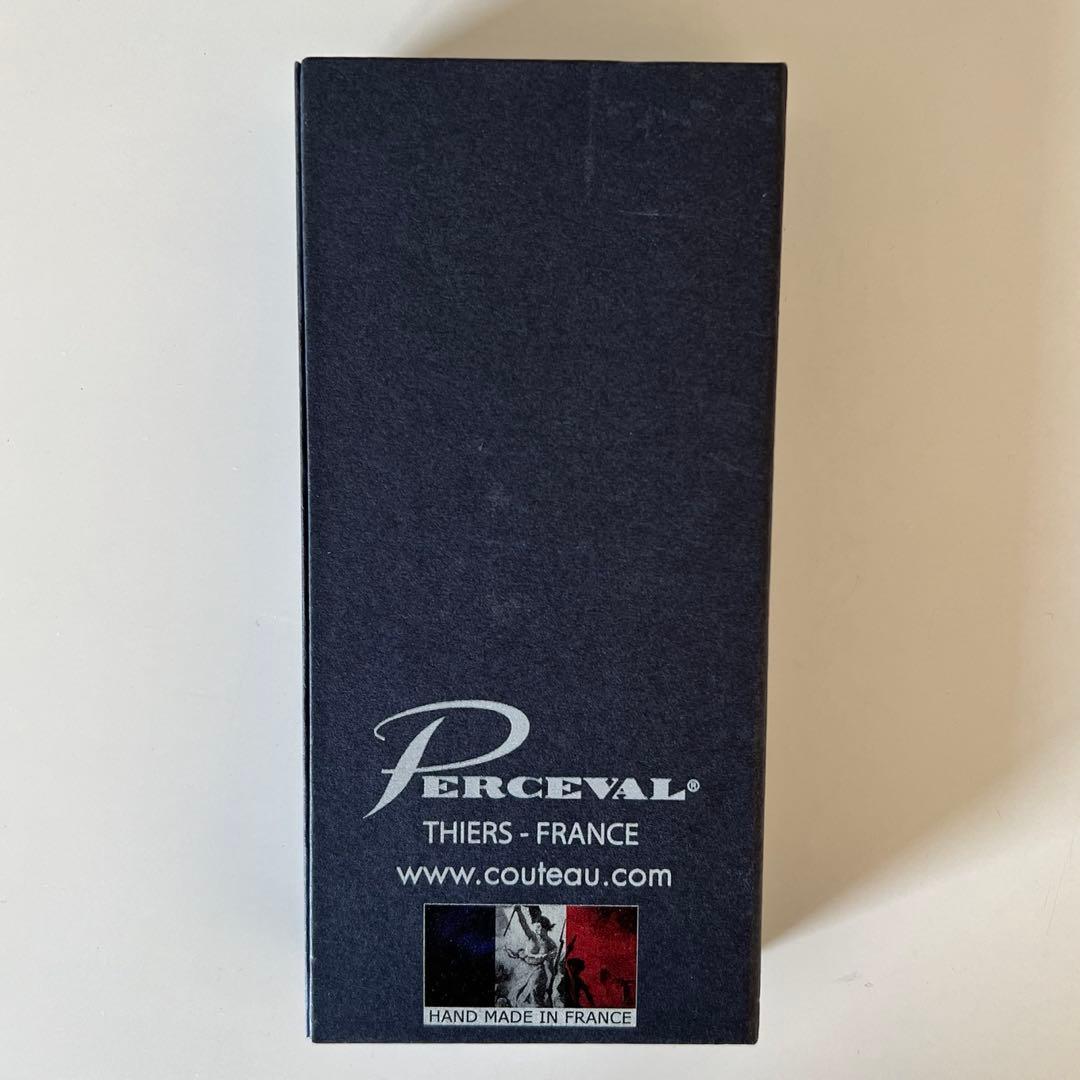 PERCEVAL®
THIERS - FRANCE
www.couteau.com
HAND MADE IN FRANCE